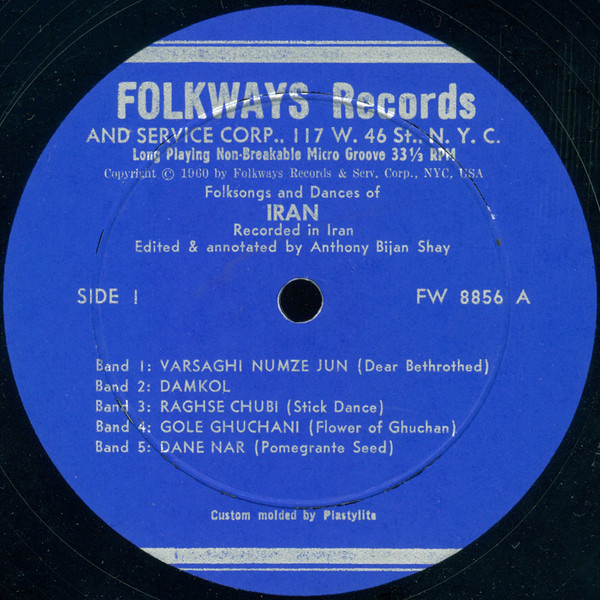 FOLKWAYS Records
AND SERVICE CORP., 117 W. 46 St., N. Y. C.
Long Playing Non-Breakable Micro Groove 33⅓ RPM
Copyright © 1960 by Folkways Records & Serv. Corp., NYC, USA
Folksongs and Dances of
IRAN
Recorded in Iran
Edited & annotated by Anthony Bijan Shay
SIDE I FW 8856 A
Band 1: VARSAGHI NUMZE JUN (Dear Bethrothed)
Band 2: DAMKOL
Band 3: RAGHSE CHUBI (Stick Dance)
Band 4: GOLE GHUCHANI (Flower of Ghuchan)
Band 5: DANE NAR (Pomegrante Seed)
Custom molded by Plastylite